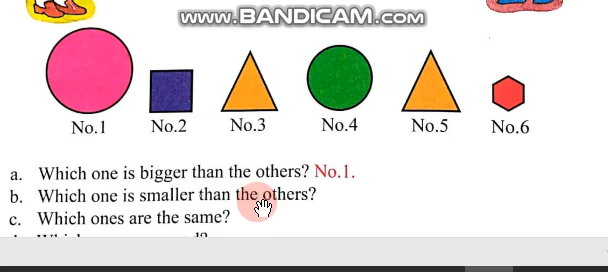 www.BANDICAM.COM
No.1 No.2 No.3 No.4 No.5 No.6
a. Which one is bigger than the others? No.1.
b. Which one is smaller than the others?
c. Which ones are the same?